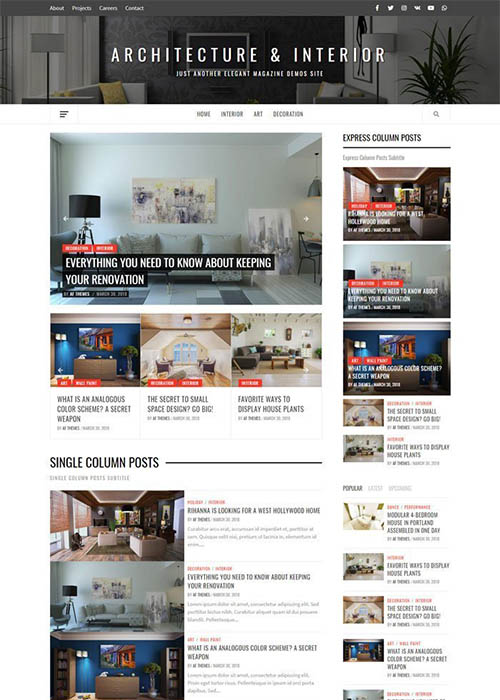 About Projects Careers Contact
ARCHITECTURE & INTERIOR
JUST ANOTHER ELEGANT MAGAZINE DEMOS SITE
HOME INTERIOR ART DECORATION
DECORATION INTERIOR
EVERYTHING YOU NEED TO KNOW ABOUT KEEPING
YOUR RENOVATION
BY AF THEMES / MARCH 30, 2018
ART WALL PAINT
WHAT IS AN ANALOGOUS
COLOR SCHEME? A SECRET
WEAPON
BY AF THEMES / MARCH 30, 2018
DECORATION INTERIOR
THE SECRET TO SMALL
SPACE DESIGN? GO BIG!
BY AF THEMES / MARCH 30, 2018
INTERIOR
FAVORITE WAYS TO
DISPLAY HOUSE PLANTS
BY AF THEMES / MARCH 30, 2018
SINGLE COLUMN POSTS
SINGLE COLUMN POSTS SUBTITLE
HOLIDAY / INTERIOR
RIHANNA IS LOOKING FOR A WEST HOLLYWOOD HOME
BY AF THEMES / MARCH 30, 2018
Curabitur arcu erat, accumsan id imperdiet et, porttitor at
sem. Quisque velit nisi, pretium ut lacinia in, elementum id
enim....
DECORATION / INTERIOR
EVERYTHING YOU NEED TO KNOW ABOUT KEEPING
YOUR RENOVATION
BY AF THEMES / MARCH 30, 2018
Lorem ipsum dolor sit amet, consectetur adipiscing elit. Sed
porttitor lectus nibh. Curabitur aliquet quam id dui posuere
blandit. Pellentesque...
ART / WALL PAINT
WHAT IS AN ANALOGOUS COLOR SCHEME? A SECRET
WEAPON
BY AF THEMES / MARCH 30, 2018
Lorem ipsum dolor sit amet, consectetur adipiscing elit.
dapibus. Sed...
EXPRESS COLUMN POSTS
Express Column Posts Subtitle
HOLIDAY INTERIOR
RIHANNA IS LOOKING FOR A WEST
HOLLYWOOD HOME
BY AF THEMES / MARCH 30, 2018
DECORATION INTERIOR
EVERYTHING YOU NEED TO KNOW ABOUT
KEEPING YOUR RENOVATION
BY AF THEMES / MARCH 30, 2018
ART WALL PAINT
WHAT IS AN ANALOGOUS COLOR SCHEME?
A SECRET WEAPON
BY AF THEMES / MARCH 30, 2018
DECORATION / INTERIOR
THE SECRET TO SMALL
SPACE DESIGN? GO BIG!
BY AF THEMES / MARCH 30, 2018
INTERIOR
FAVORITE WAYS TO DISPLAY
HOUSE PLANTS
BY AF THEMES / MARCH 30, 2018
POPULAR LATEST UPCOMING
DANCE / PERFORMANCE
MODULAR 4-BEDROOM
HOUSE IN PORTLAND
ASSEMBLED IN ONE DAY
BY AF THEMES / MARCH 30, 2018
INTERIOR
FAVORITE WAYS TO DISPLAY
HOUSE PLANTS
BY AF THEMES / MARCH 30, 2018
DECORATION / INTERIOR
THE SECRET TO SMALL
SPACE DESIGN? GO BIG!
BY AF THEMES / MARCH 30, 2018
ART / WALL PAINT
WHAT IS AN ANALOGOUS
COLOR SCHEME? A SECRET
WEAPON
BY AF THEMES / MARCH 30, 2018